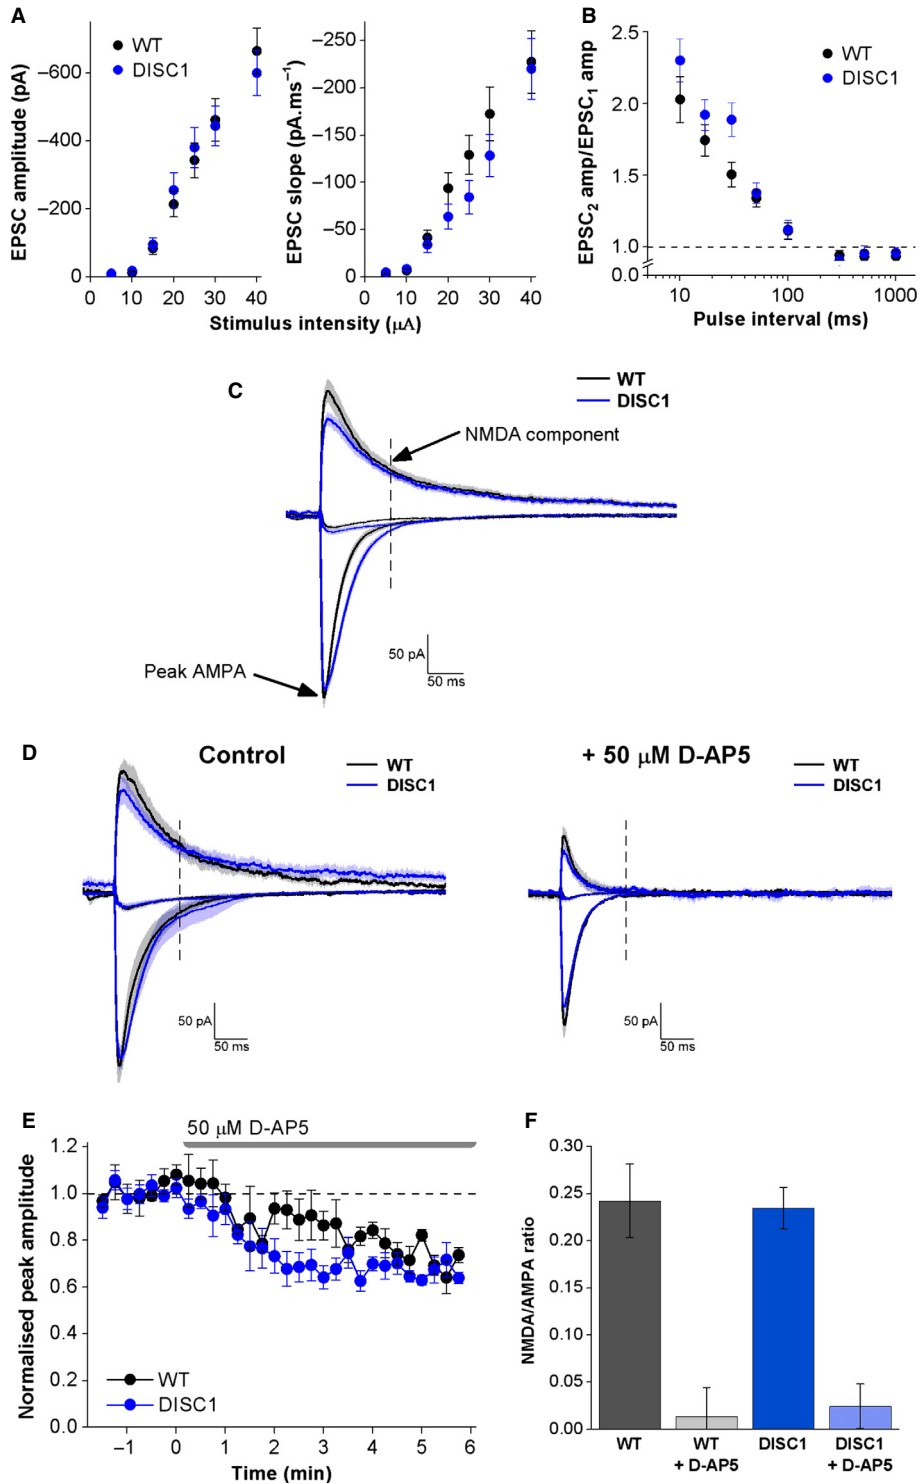 A
WT
DISC1
EPSC amplitude (pA)
−600
−400
−200
0
0 10 20 30 40
EPSC slope (pA.ms⁻¹)
−250
−200
−150
−100
−50
0
0 10 20 30 40
Stimulus intensity (μA)
B
WT
DISC1
EPSC₂ amp/EPSC₁ amp
2.5
2.0
1.5
1.0
0.0
10 100 1000
Pulse interval (ms)
C
WT
DISC1
NMDA component
Peak AMPA
50 pA
50 ms
D
Control
WT
DISC1
50 pA
50 ms
+ 50 μM D-AP5
WT
DISC1
50 pA
50 ms
E
50 μM D-AP5
Normalised peak amplitude
1.2
1.0
0.8
0.6
0.4
0.2
0.0
WT
DISC1
−1 0 1 2 3 4 5 6
Time (min)
F
NMDA/AMPA ratio
0.30
0.25
0.20
0.15
0.10
0.05
0.00
WT
WT
+ D-AP5
DISC1
DISC1
+ D-AP5